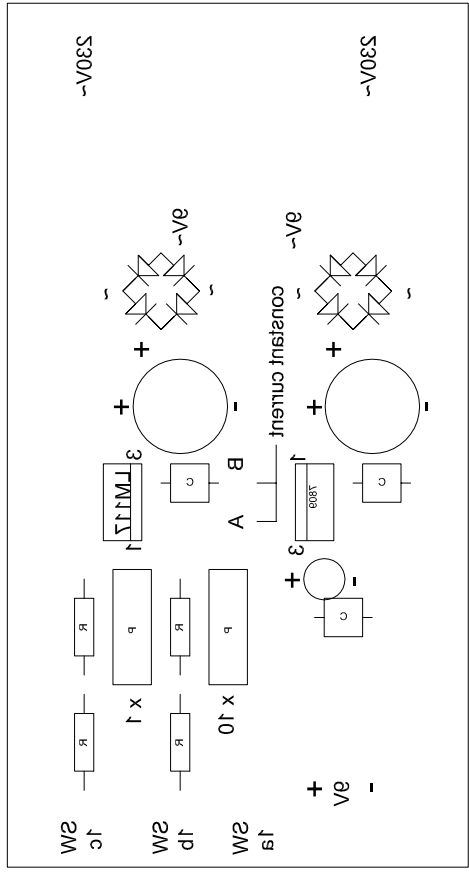 230V~
230V~
9V~
9V~
~
~
~
~
+
+
constant current
+
-
+
-
3
LM117
1
C
B
A
1
7809
3
C
+
-
C
R
P
R
P
x 1
x 10
R
R
+
9V
-
SW
1c
SW
1b
SW
1a